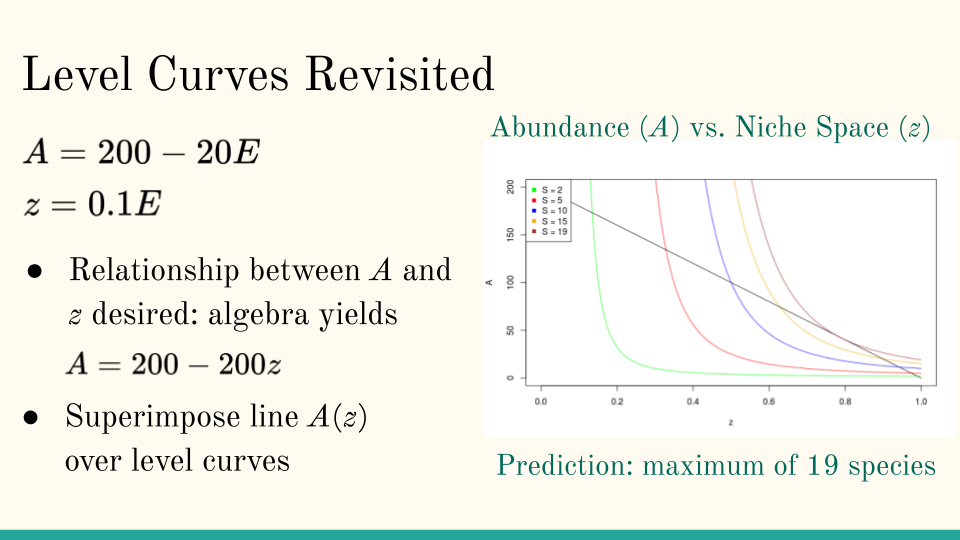 Level Curves Revisited
A = 200 − 20E
z = 0.1E
● Relationship between A and
z desired: algebra yields
A = 200 − 200z
● Superimpose line A(z)
over level curves
Abundance (A) vs. Niche Space (z)
S = 2
S = 5
S = 10
S = 15
S = 19
200
150
100
50
0
A
0.0 0.2 0.4 0.6 0.8 1.0
z
Prediction: maximum of 19 species